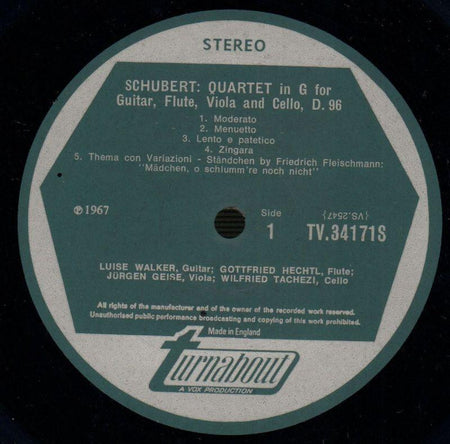 STEREO
SCHUBERT: QUARTET in G for
Guitar, Flute, Viola and Cello, D. 96
1. Moderato
2. Menuetto
3. Lento e patetico
4. Zingara
5. Thema con Variazioni - Ständchen by Friedrich Fleischmann:
"Mädchen, o schlumm're noch nicht"
℗ 1967
Side
1
{VS.2547}
TV.34171S
LUISE WALKER, Guitar; GOTTFRIED HECHTL, Flute;
JÜRGEN GEISE, Viola; WILFRIED TACHEZI, Cello
All rights of the manufacturer and of the owner of the recorded work reserved.
Unauthorised public performance broadcasting and copying of this work prohibited.
Made in England
turnabout
A VOX PRODUCTION